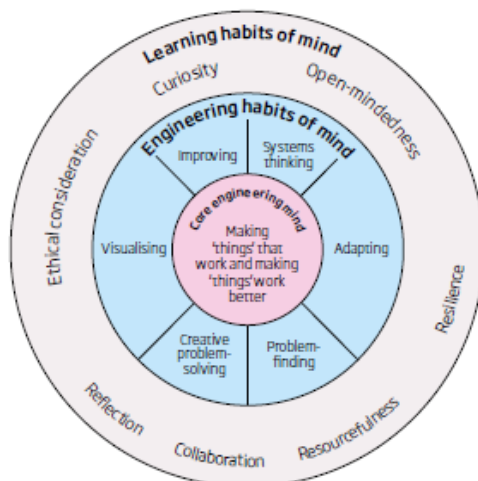 Learning habits of mind
Curiosity
Open-mindedness
Resilience
Resourcefulness
Collaboration
Reflection
Ethical consideration
Engineering habits of mind
Improving
Systems
thinking
Adapting
Problem-
finding
Creative
problem-
solving
Visualising
Core engineering mind
Making
'things' that
work and making
'things' work
better